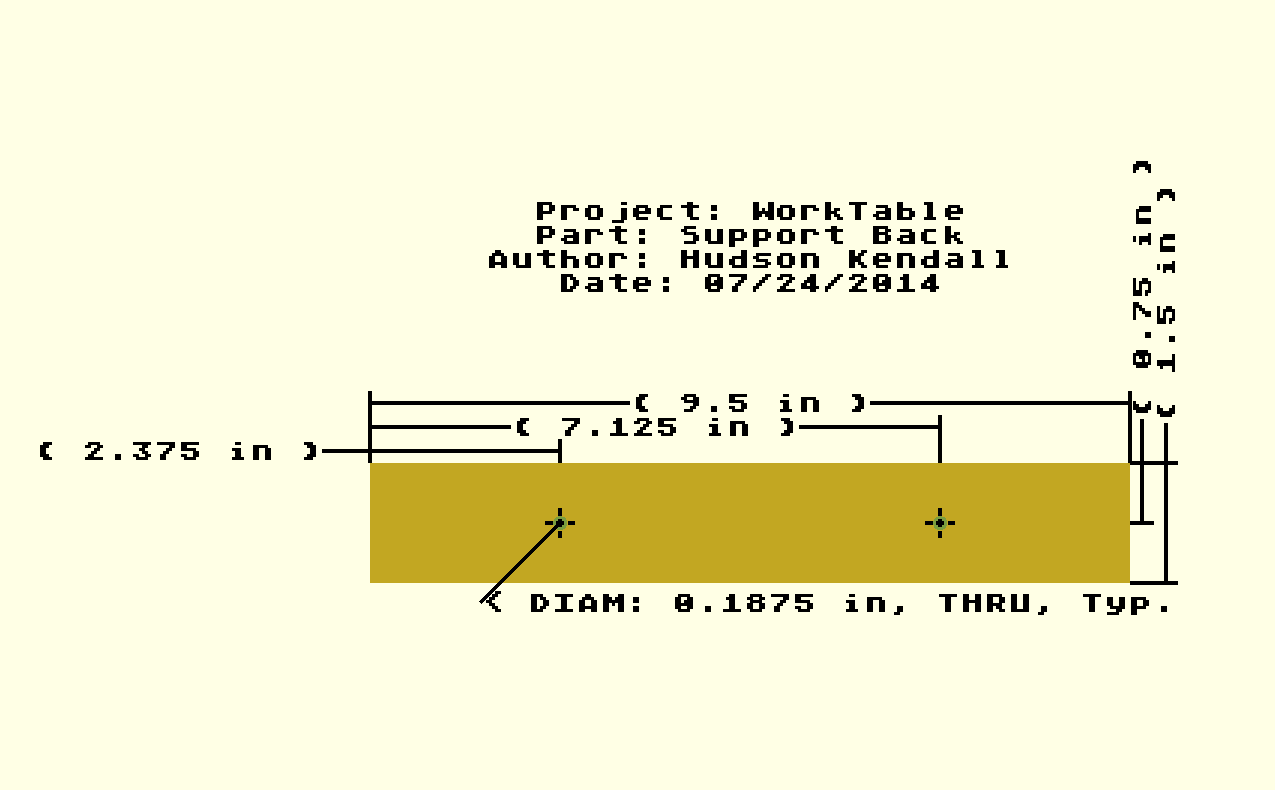 Project: WorkTable
Part: Support Back
Author: Hudson Kendall
Date: 07/24/2014
( 0.75 in )
( 1.5 in )
( 9.5 in )
( 7.125 in )
( 2.375 in )
< DIAM: 0.1875 in, THRU, Typ.